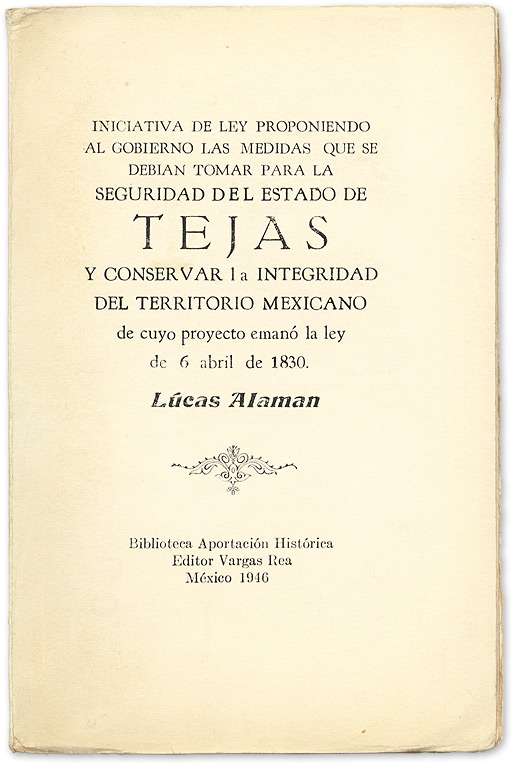 INICIATIVA DE LEY PROPONIENDO
AL GOBIERNO LAS MEDIDAS QUE SE
DEBIAN TOMAR PARA LA
SEGURIDAD DEL ESTADO DE
TEJAS
Y CONSERVAR la INTEGRIDAD
DEL TERRITORIO MEXICANO
de cuyo proyecto emanó la ley
de 6 abril de 1830.
Lúcas Alaman
Biblioteca Aportación Histórica
Editor Vargas Rea
México 1946